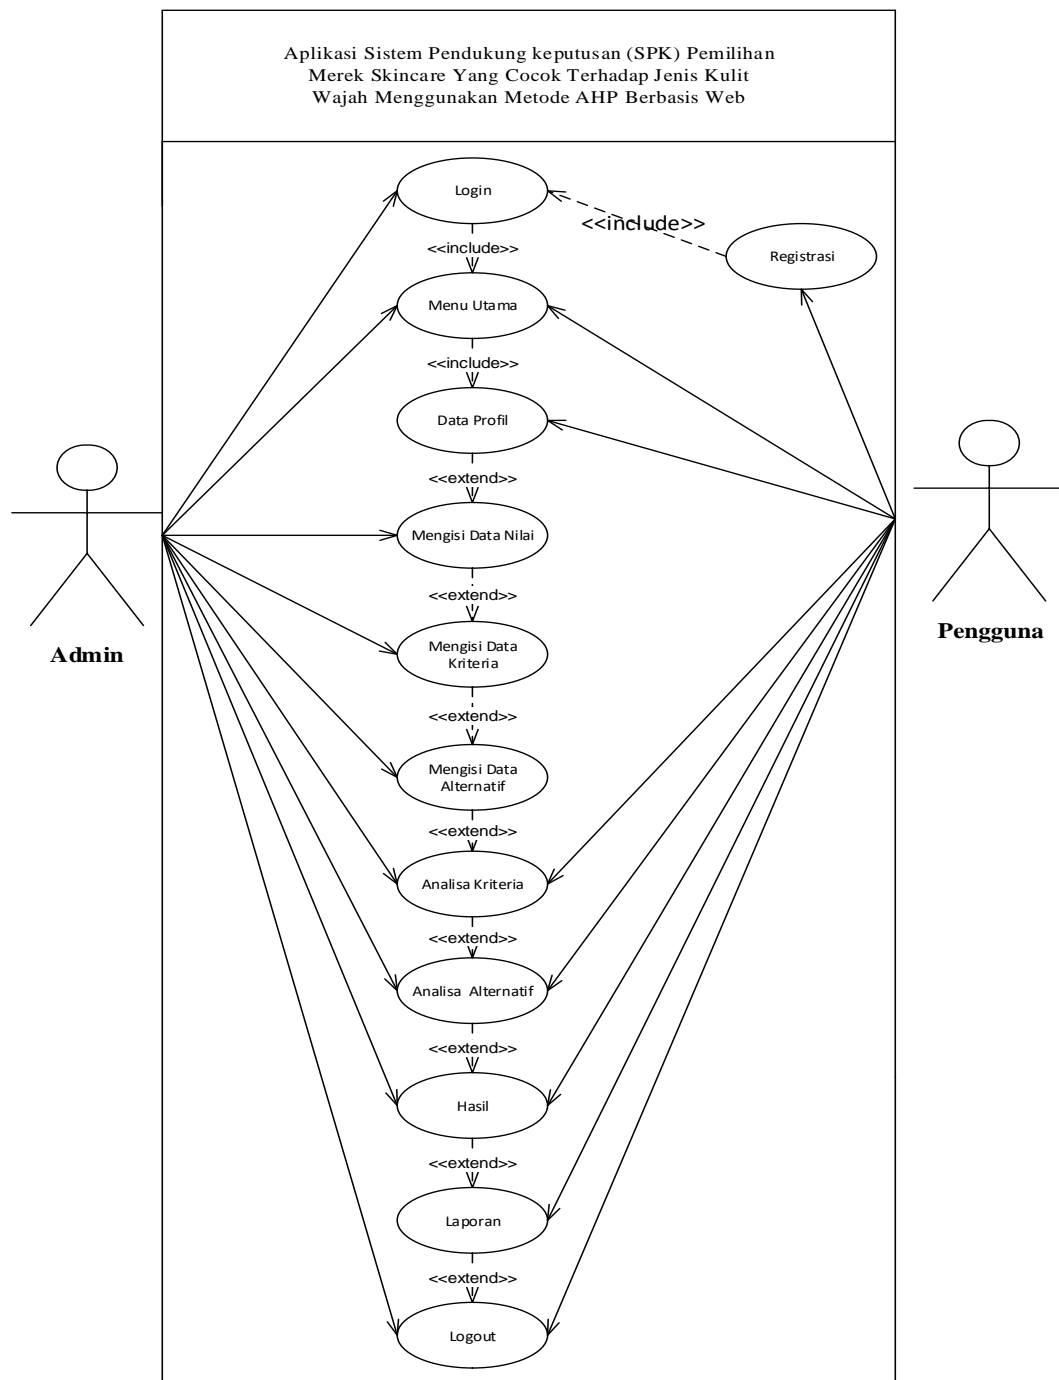 Aplikasi Sistem Pendukung keputusan (SPK) Pemilihan
Merek Skincare Yang Cocok Terhadap Jenis Kulit
Wajah Menggunakan Metode AHP Berbasis Web
Login
<<include>>
Registrasi
<<include>>
Menu Utama
<<include>>
Data Profil
<<extend>>
Mengisi Data Nilai
<<extend>>
Mengisi Data
Kriteria
Admin
Pengguna
<<extend>>
Mengisi Data
Alternatif
<<extend>>
Analisa Kriteria
<<extend>>
Analisa Alternatif
<<extend>>
Hasil
<<extend>>
Laporan
<<extend>>
Logout